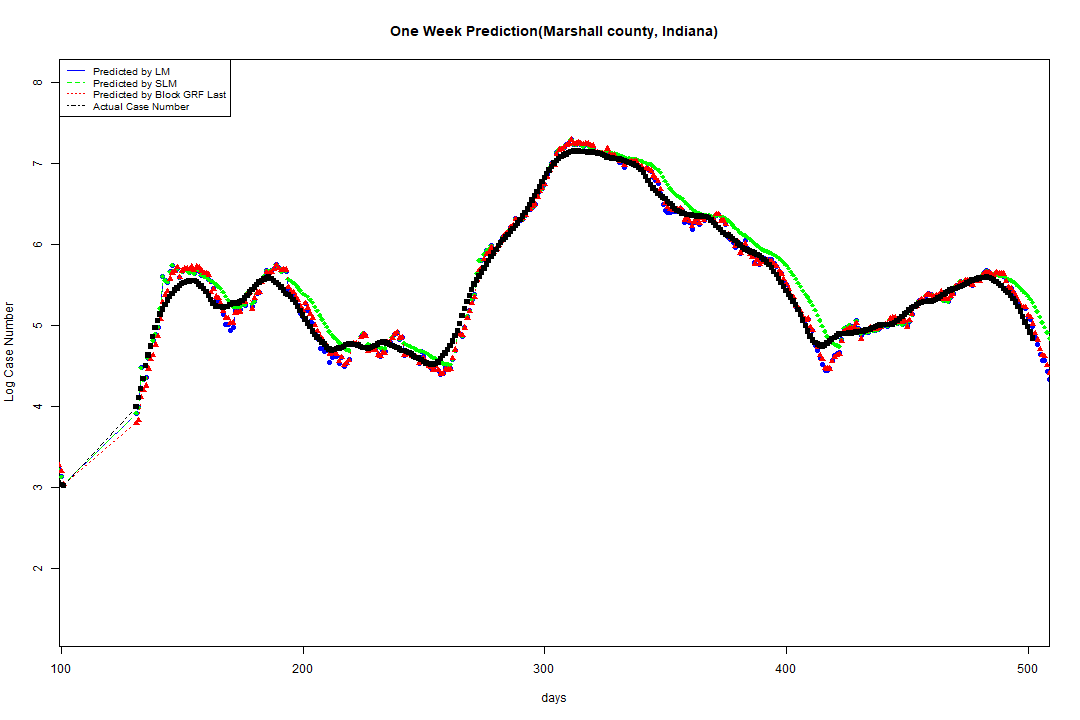 One Week Prediction(Marshall county, Indiana)
Predicted by LM
Predicted by SLM
Predicted by Block GRF Last
Actual Case Number
8
7
6
5
4
3
2
Log Case Number
100 200 300 400 500
days